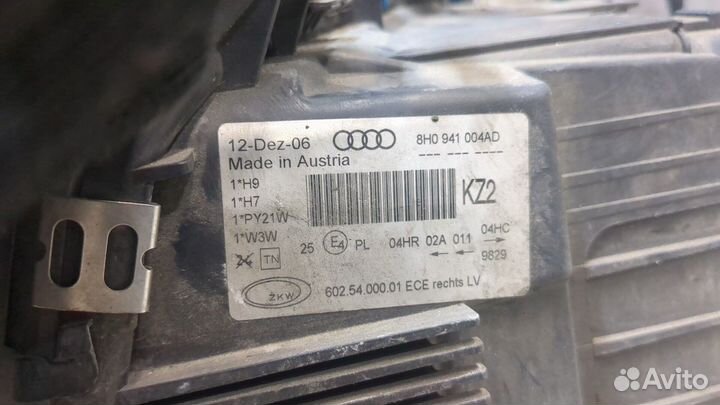 12-Dez-06 8H0 941 004AD
Made in Austria --- --- ---
1*H9
1*H7
1*PY21W
1*W3W
KZ2
25 E4 PL 04HR 02A 011 04HC
9829
TN
ZKW 602.54.000.01 ECE rechts LV
Avito